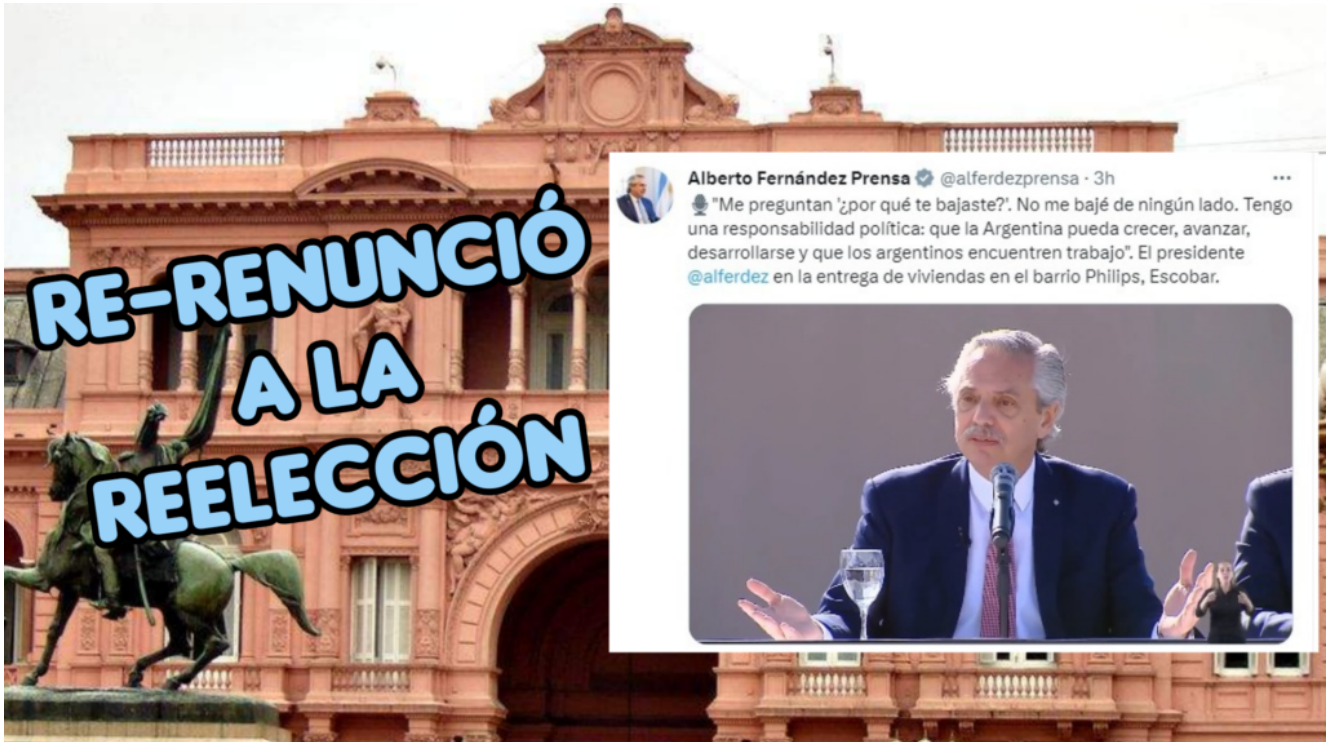 RE-RENUNCIÓ
A LA
REELECCIÓN
Alberto Fernández Prensa @alferdezprensa · 3h
"Me preguntan '¿por qué te bajaste?'. No me bajé de ningún lado. Tengo
una responsabilidad política: que la Argentina pueda crecer, avanzar,
desarrollarse y que los argentinos encuentren trabajo". El presidente
@alferdez en la entrega de viviendas en el barrio Philips, Escobar.